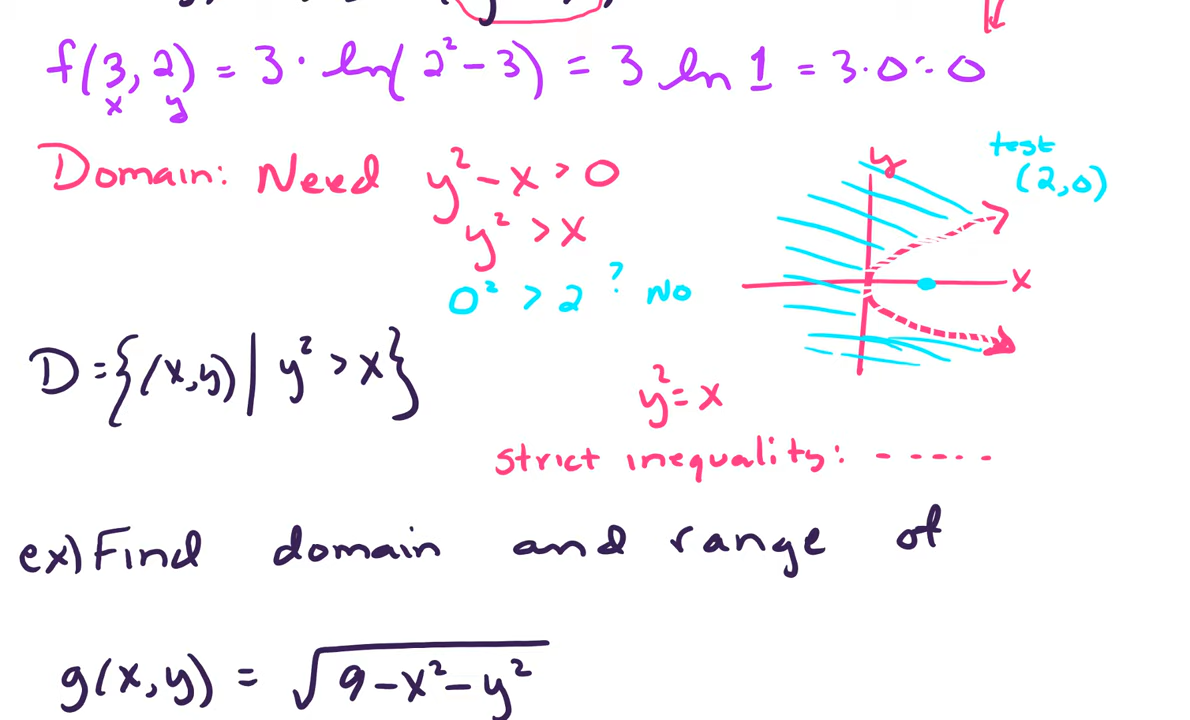 f(3, 2) = 3 · ln(2² - 3) = 3 ln 1 = 3·0 = 0
x y
Domain: Need y² - x > 0
y² > x
0² > 2 ? No
y
test
(2,0)
x
D = {(x,y) | y² > x}
y² = x
strict inequality: - - - - -
ex) Find domain and range of
g(x,y) = √(9 - x² - y²)